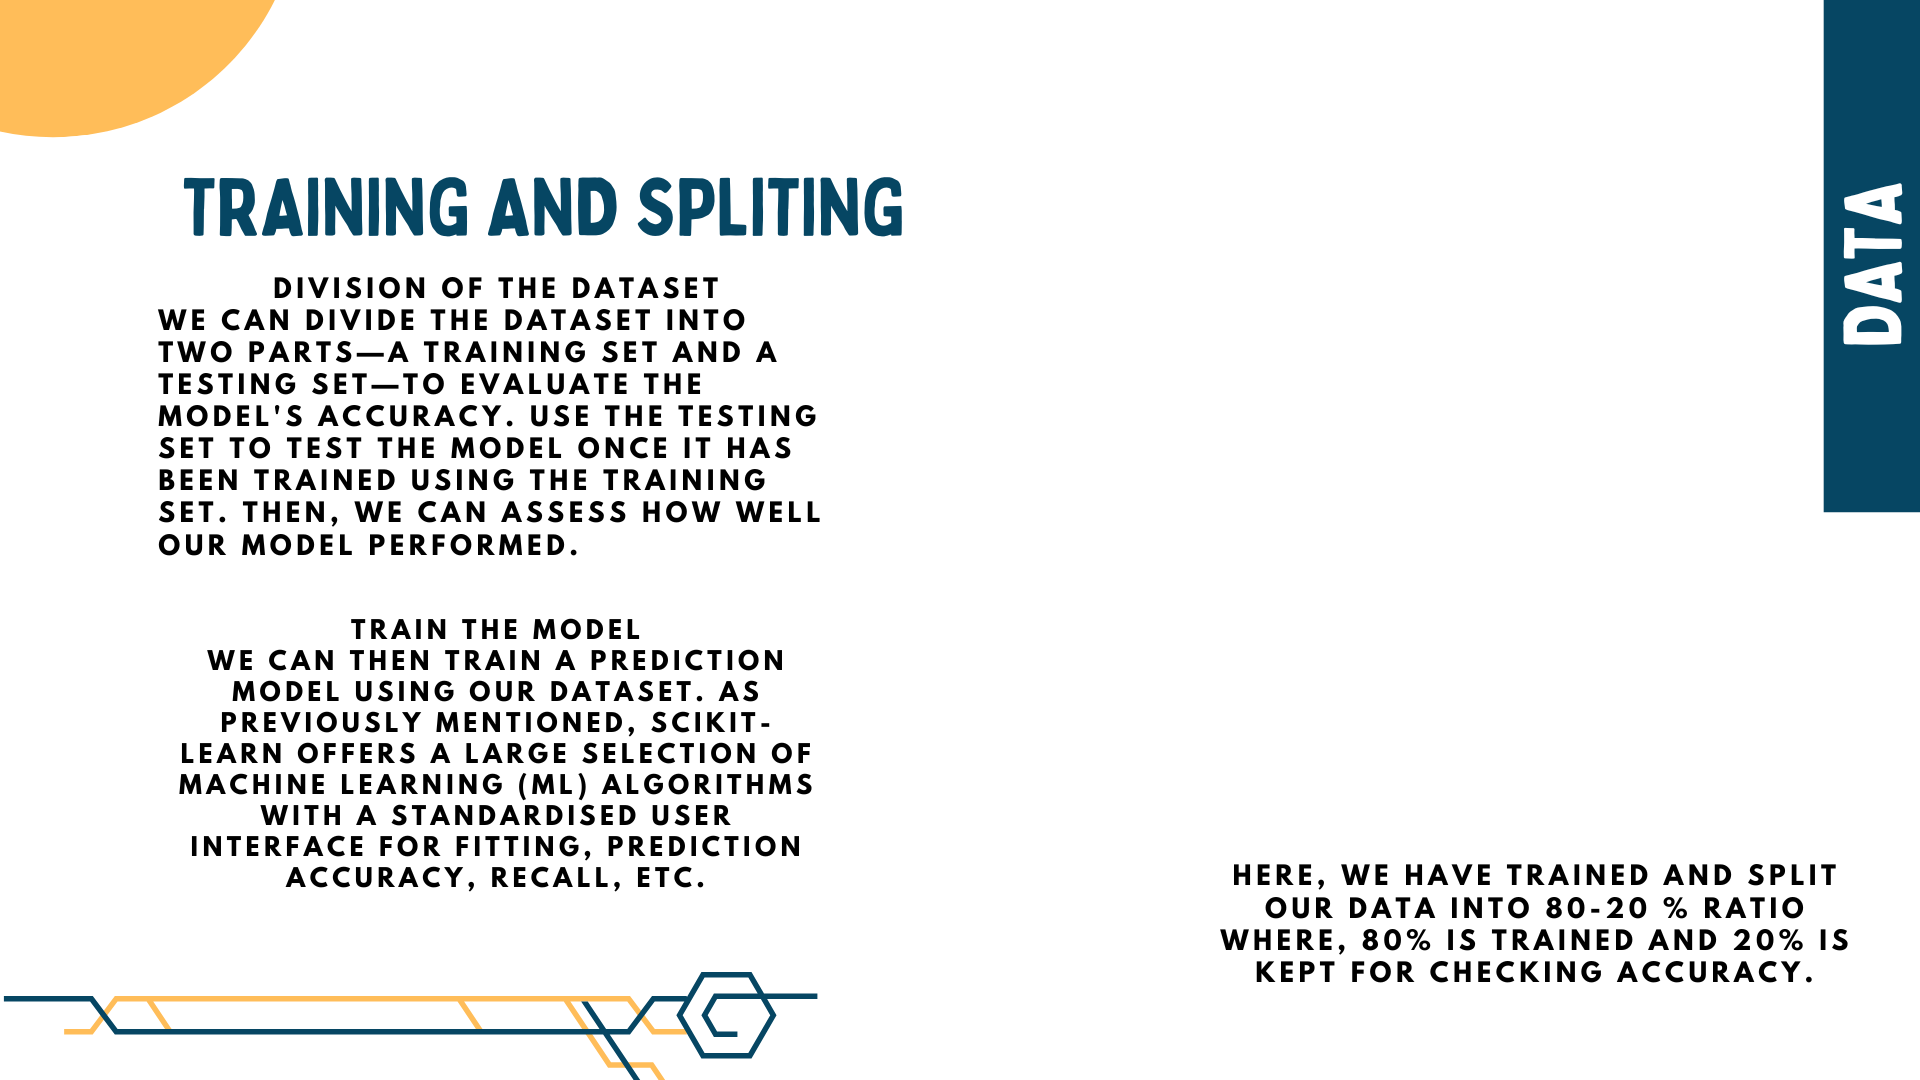 TRAINING AND SPLITING
DIVISION OF THE DATASET
WE CAN DIVIDE THE DATASET INTO
TWO PARTS—A TRAINING SET AND A
TESTING SET—TO EVALUATE THE
MODEL'S ACCURACY. USE THE TESTING
SET TO TEST THE MODEL ONCE IT HAS
BEEN TRAINED USING THE TRAINING
SET. THEN, WE CAN ASSESS HOW WELL
OUR MODEL PERFORMED.
TRAIN THE MODEL
WE CAN THEN TRAIN A PREDICTION
MODEL USING OUR DATASET. AS
PREVIOUSLY MENTIONED, SCIKIT-
LEARN OFFERS A LARGE SELECTION OF
MACHINE LEARNING (ML) ALGORITHMS
WITH A STANDARDISED USER
INTERFACE FOR FITTING, PREDICTION
ACCURACY, RECALL, ETC.
HERE, WE HAVE TRAINED AND SPLIT
OUR DATA INTO 80-20 % RATIO
WHERE, 80% IS TRAINED AND 20% IS
KEPT FOR CHECKING ACCURACY.
DATA